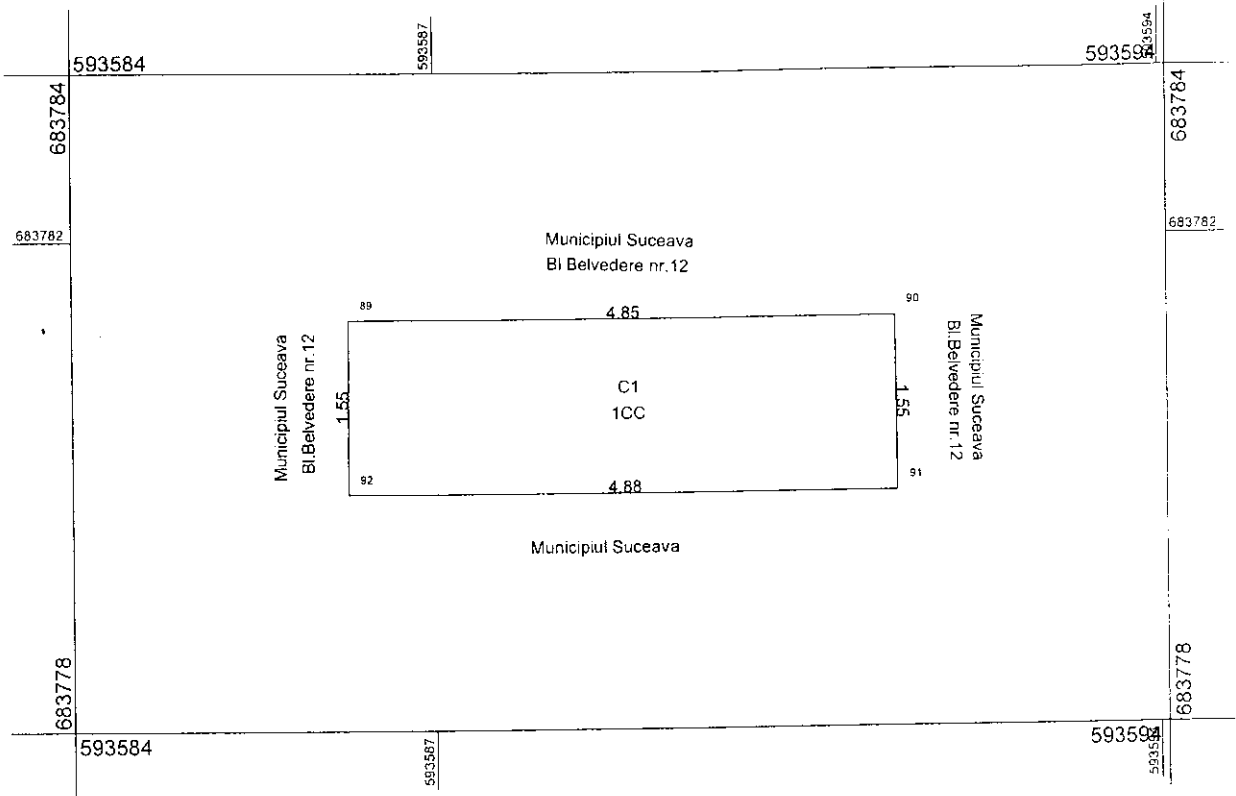 593587
593594
593584
593594
683784
683784
683782
683782
Municipiul Suceava
Bl Belvedere nr.12
89
4.85
90
Municipiul Suceava
Bl.Belvedere nr.12
1.55
C1
1CC
1.55
Municipiul Suceava
Bl.Belvedere nr.12
92
4.88
91
Municipiul Suceava
683778
683778
593584
593587
593594